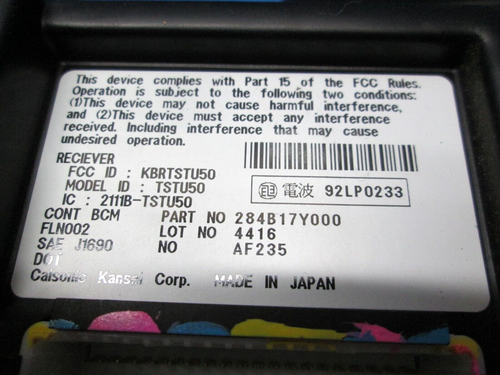 This device complies with Part 15 of the FCC Rules.
Operation is subject to the following two conditions:
(1)This device may not cause harmful interference,
and (2)This device must accept any interference
received. Including interference that may cause
undesired operation.
RECIEVER
FCC ID : KBRTSTU50
MODEL ID : TSTU50
IC : 2111B-TSTU50
電波 92LP0233
CONT BCM PART NO 284B17Y000
FLN002 LOT NO 4416
SAE J1690 NO AF235
DOT
Calsonic Kansei Corp. MADE IN JAPAN